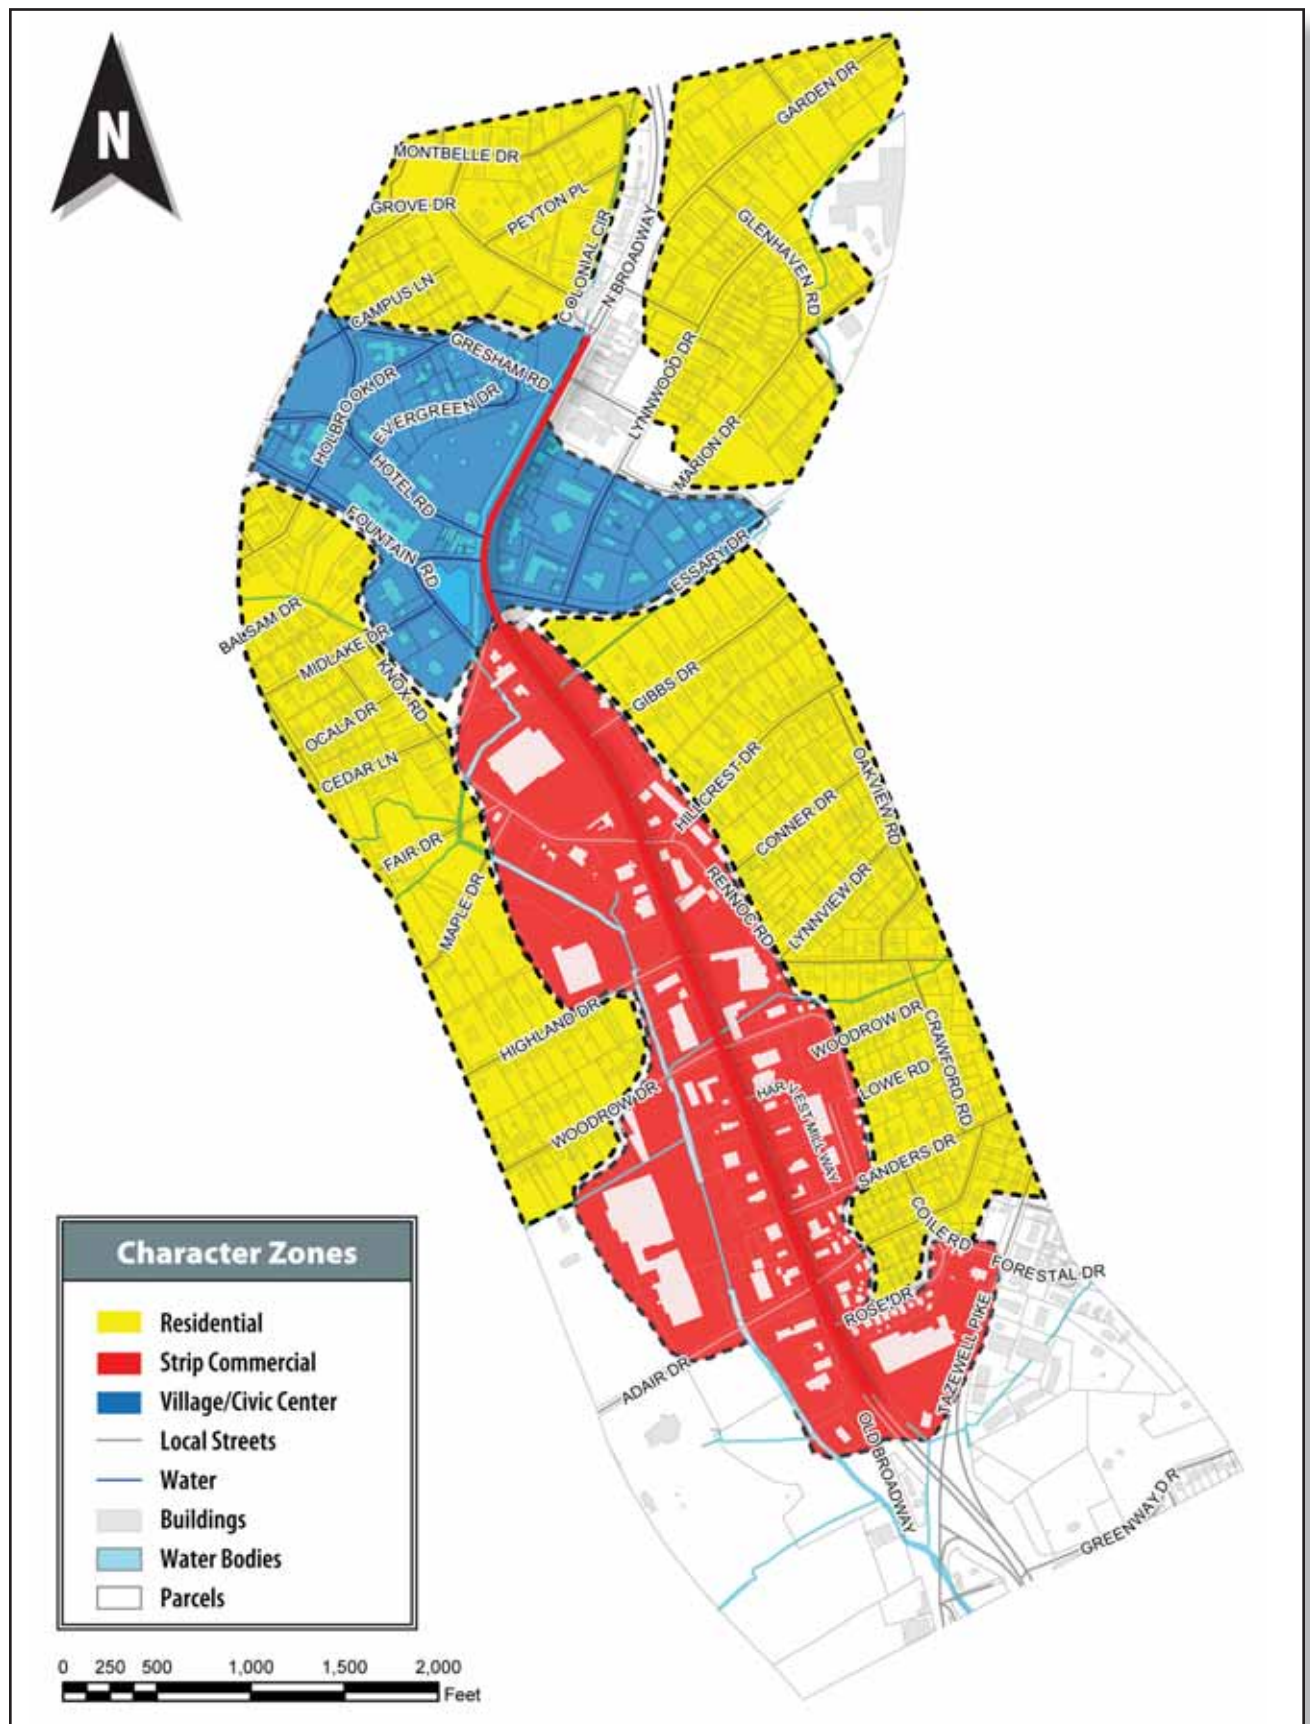 N
GARDEN DR
MONTBELLE DR
GROVE DR
PEYTON PL
GLENHAVEN RD
COLONIAL CIR
N BROADWAY
CAMPUS LN
GRESHAM RD
LYNNWOOD DR
HOLBROOK DR
EVERGREEN DR
MARION DR
HOTEL RD
FOUNTAIN RD
ESSARY DR
BALSAM DR
MIDLAKE DR
KNOX RD
GIBBS DR
OCALA DR
CEDAR LN
HILLCREST DR
OAKVIEW RD
CONNER DR
FAIR DR
RENNOC RD
LYNNVIEW DR
MAPLE DR
HIGHLAND DR
WOODROW DR
CRAWFORD RD
LOWE RD
HARVEST MILL WAY
WOODROW DR
SANDERS DR
COILE RD
FORESTAL DR
ROSE DR
TAZEWELL PIKE
ADAIR DR
OLD BROADWAY
GREENWAY DR
Character Zones
Residential
Strip Commercial
Village/Civic Center
Local Streets
Water
Buildings
Water Bodies
Parcels
0 250 500 1,000 1,500 2,000
Feet